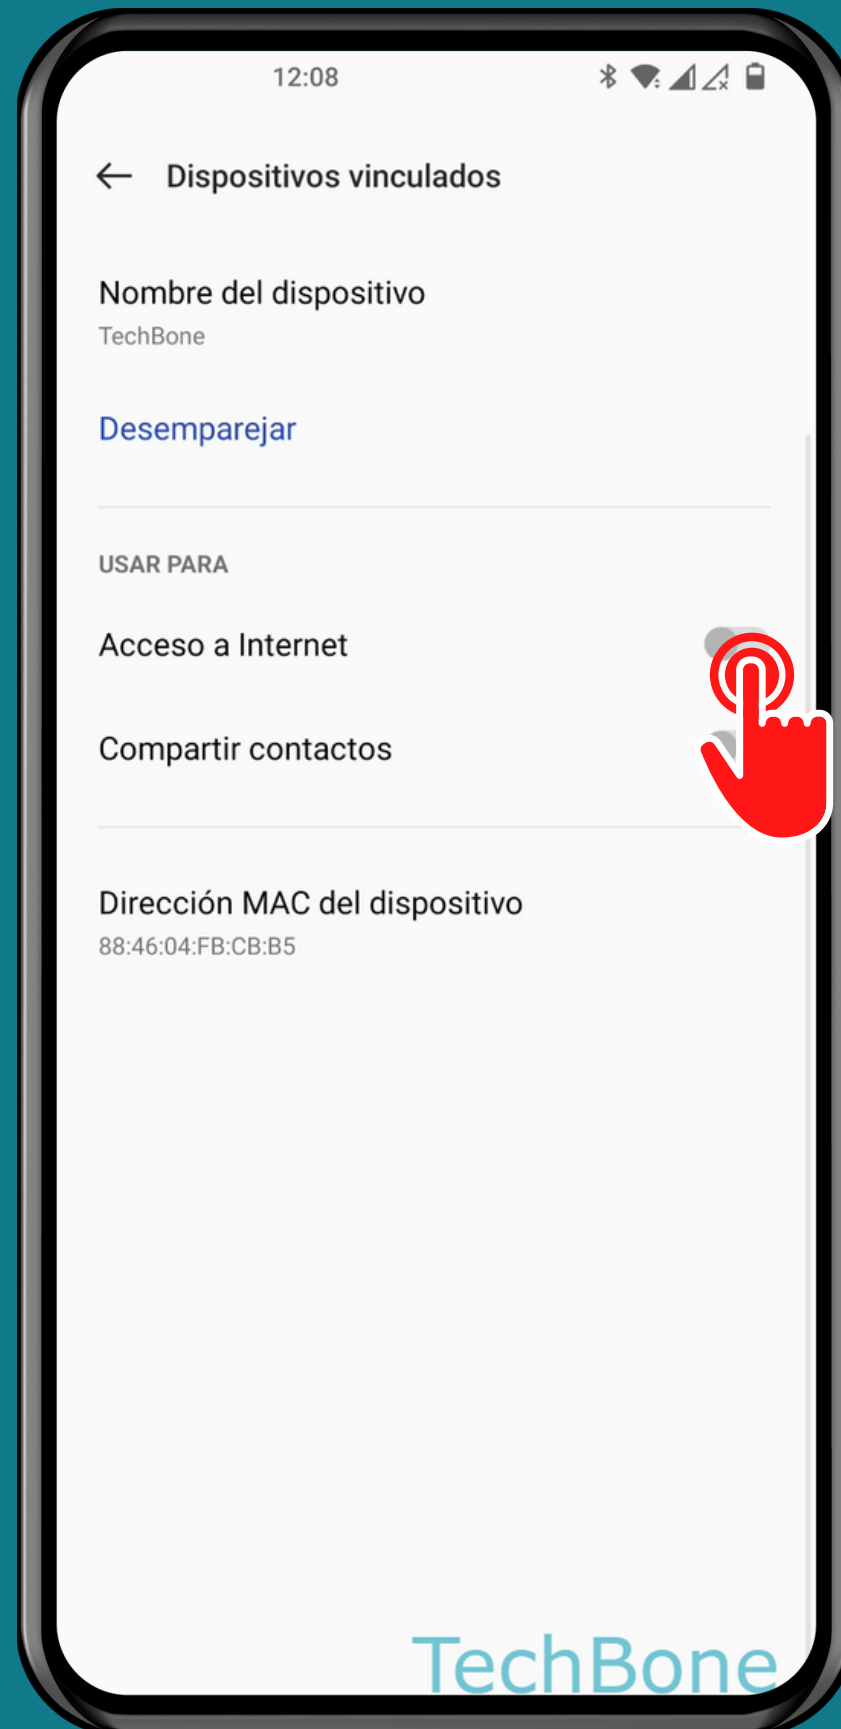 12:08
Dispositivos vinculados
Nombre del dispositivo
TechBone
Desemparejar
USAR PARA
Acceso a Internet
Compartir contactos
Dirección MAC del dispositivo
88:46:04:FB:CB:B5
TechBone